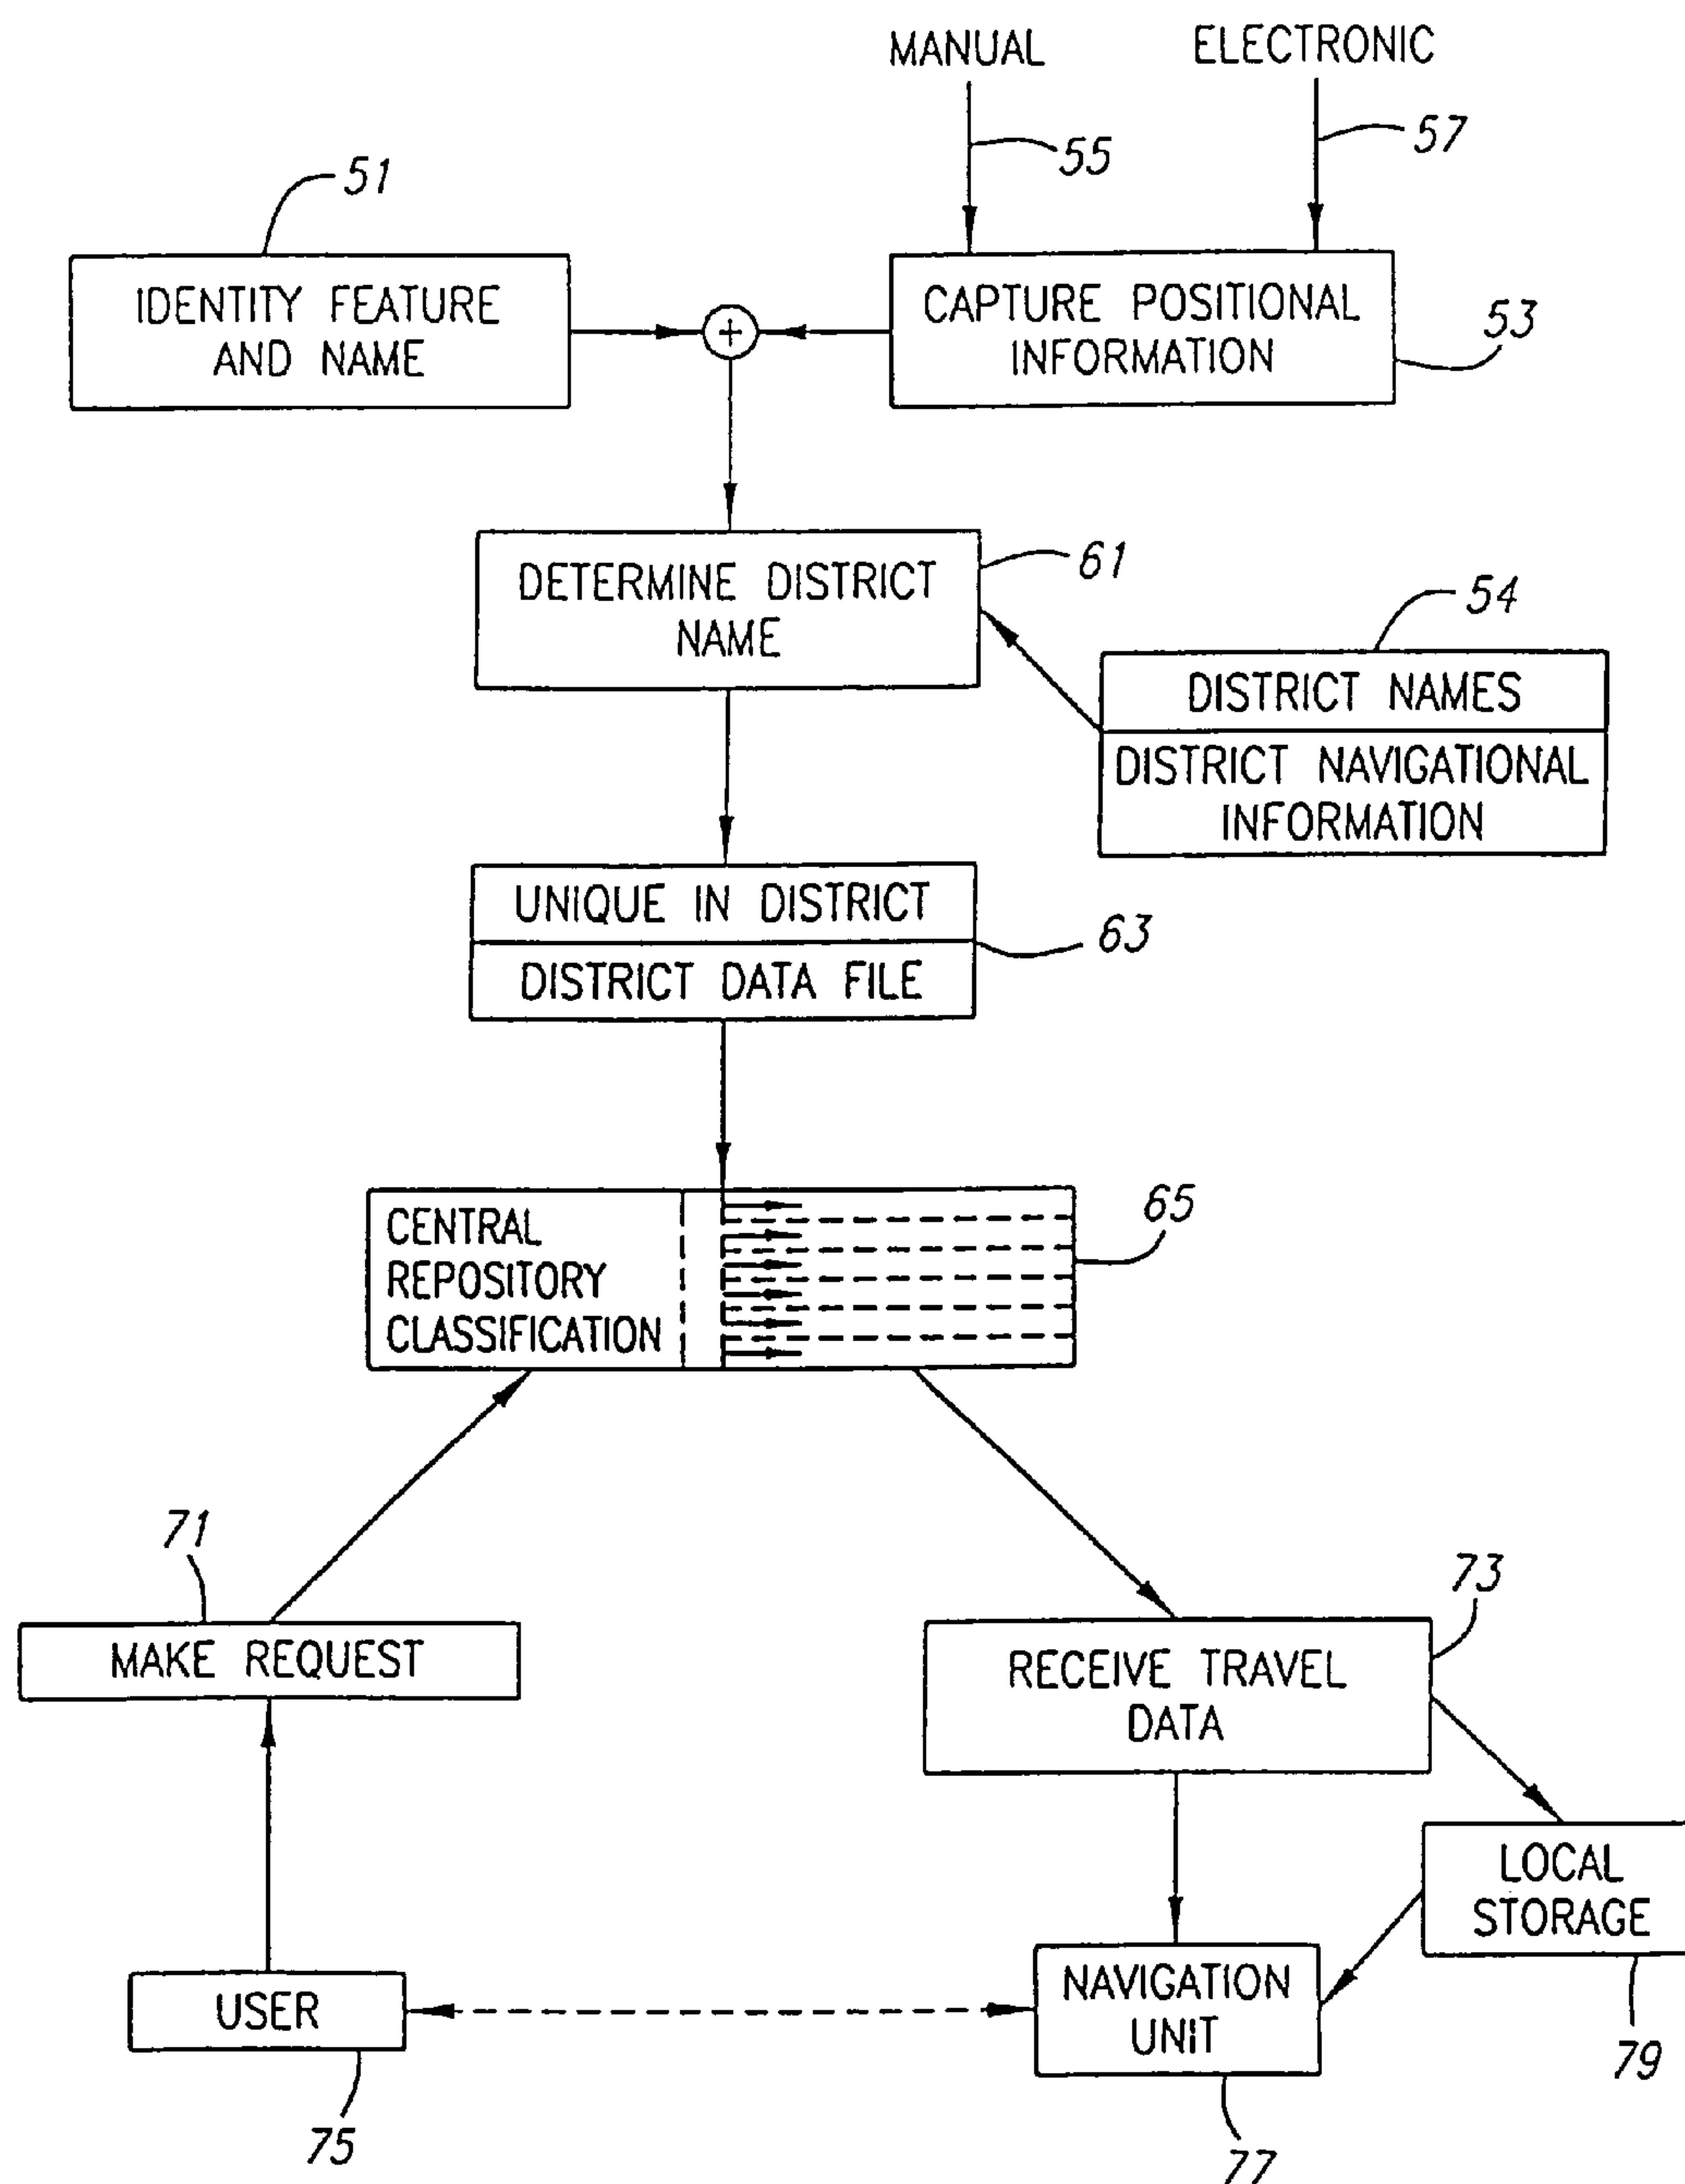 MANUAL
ELECTRONIC
55
57
51
IDENTITY FEATURE
AND NAME
+
CAPTURE POSITIONAL
INFORMATION
53
DETERMINE DISTRICT
NAME
61
54
DISTRICT NAMES
DISTRICT NAVIGATIONAL
INFORMATION
UNIQUE IN DISTRICT
DISTRICT DATA FILE
63
CENTRAL
REPOSITORY
CLASSIFICATION
65
71
MAKE REQUEST
73
RECEIVE TRAVEL
DATA
LOCAL
STORAGE
79
USER
75
NAVIGATION
UNIT
77